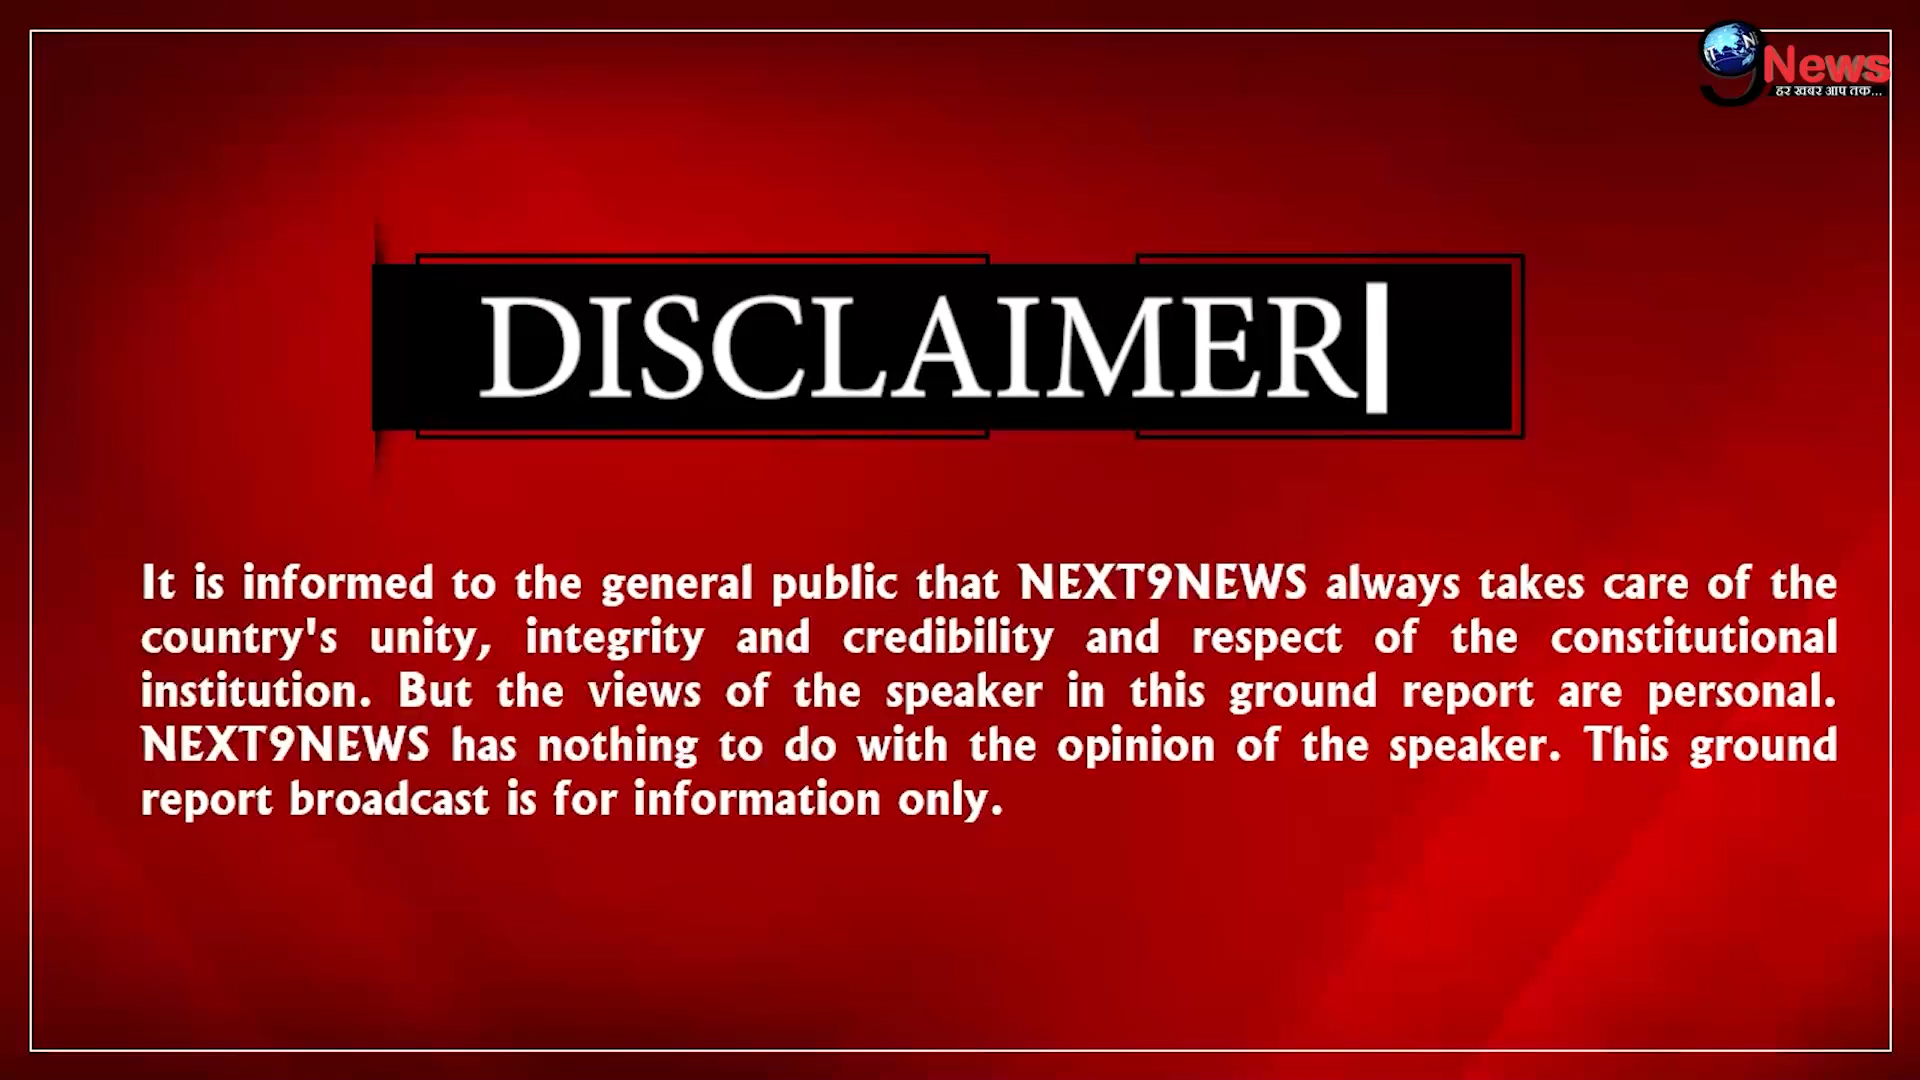 9 News
हर खबर आप तक...
DISCLAIMER
It is informed to the general public that NEXT9NEWS always takes care of the
country's unity, integrity and credibility and respect of the constitutional
institution. But the views of the speaker in this ground report are personal.
NEXT9NEWS has nothing to do with the opinion of the speaker. This ground
report broadcast is for information only.